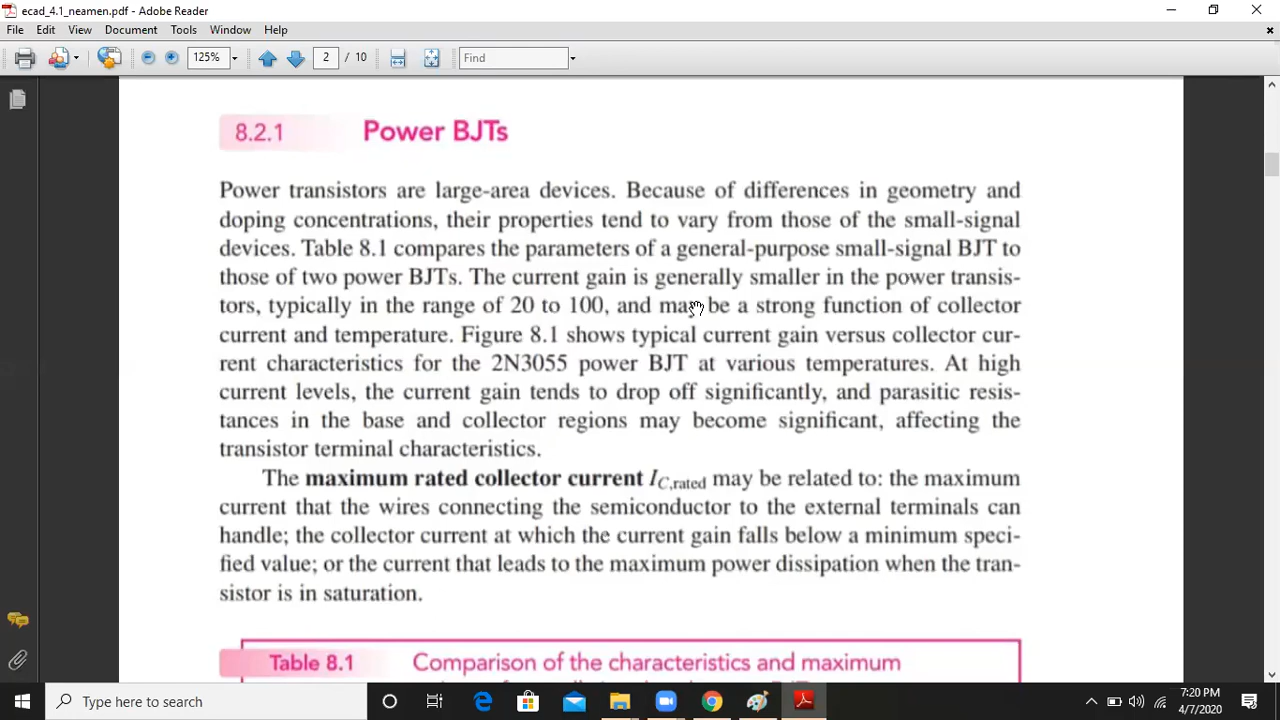 ecad_4.1_neamen.pdf - Adobe Reader
File Edit View Document Tools Window Help
125% 2 / 10 Find
8.2.1 Power BJTs
Power transistors are large-area devices. Because of differences in geometry and
doping concentrations, their properties tend to vary from those of the small-signal
devices. Table 8.1 compares the parameters of a general-purpose small-signal BJT to
those of two power BJTs. The current gain is generally smaller in the power transis-
tors, typically in the range of 20 to 100, and may be a strong function of collector
current and temperature. Figure 8.1 shows typical current gain versus collector cur-
rent characteristics for the 2N3055 power BJT at various temperatures. At high
current levels, the current gain tends to drop off significantly, and parasitic resis-
tances in the base and collector regions may become significant, affecting the
transistor terminal characteristics.
The maximum rated collector current IC,rated may be related to: the maximum
current that the wires connecting the semiconductor to the external terminals can
handle; the collector current at which the current gain falls below a minimum speci-
fied value; or the current that leads to the maximum power dissipation when the tran-
sistor is in saturation.
Table 8.1 Comparison of the characteristics and maximum
Type here to search
7:20 PM
4/7/2020